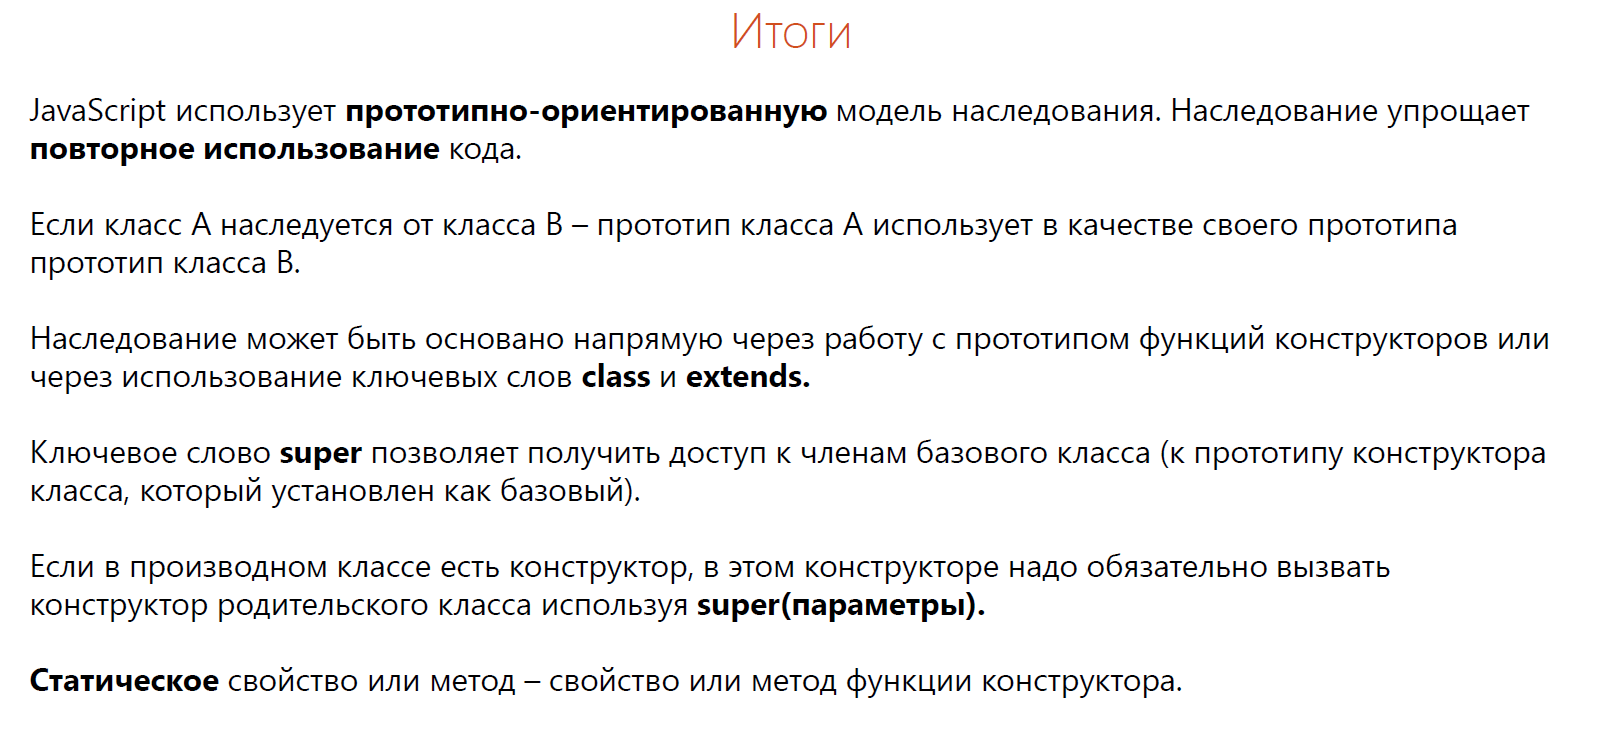 Итоги
JavaScript использует прототипно-ориентированную модель наследования. Наследование упрощает
повторное использование кода.
Если класс A наследуется от класса B – прототип класса A использует в качестве своего прототипа
прототип класса B.
Наследование может быть основано напрямую через работу с прототипом функций конструкторов или
через использование ключевых слов class и extends.
Ключевое слово super позволяет получить доступ к членам базового класса (к прототипу конструктора
класса, который установлен как базовый).
Если в производном классе есть конструктор, в этом конструкторе надо обязательно вызвать
конструктор родительского класса используя super(параметры).
Статическое свойство или метод – свойство или метод функции конструктора.